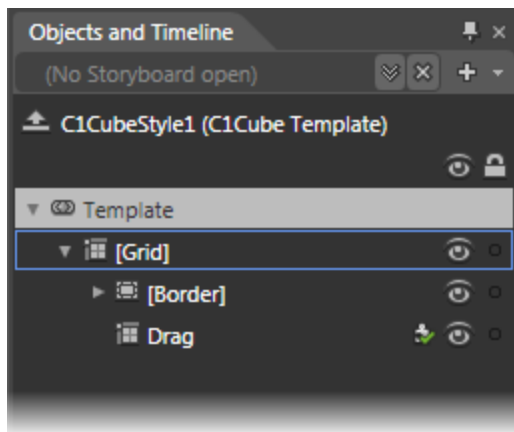 Objects and Timeline
(No Storyboard open)
C1CubeStyle1 (C1Cube Template)
Template
[Grid]
[Border]
Drag